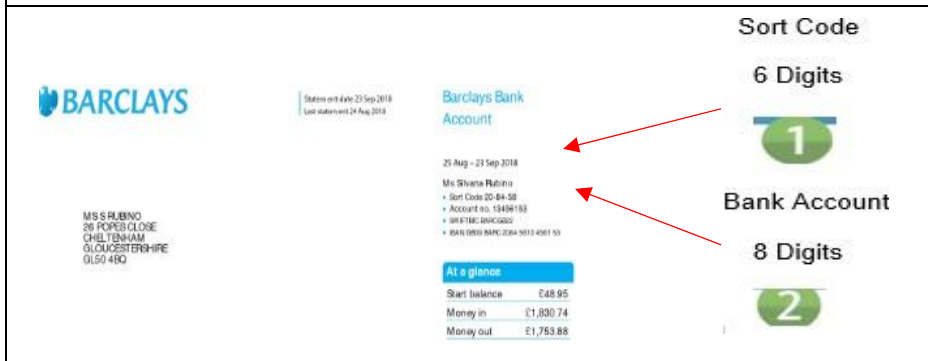 BARCLAYS
Statement date 23 Sep 2018
Last statement 24 Aug 2018
Barclays Bank
Account
25 Aug – 23 Sep 2018
Ms Silvana Rubino
• Sort Code 20-84-58
• Account no. 13456153
• SWIFTBIC
• IBAN
MS S RUBINO
26 POPES CLOSE
CHELTENHAM
GLOUCESTERSHIRE
GL50 4BQ
At a glance
Start balance £48.95
Money in £1,830.74
Money out £1,753.88
Sort Code
6 Digits
1
Bank Account
8 Digits
2